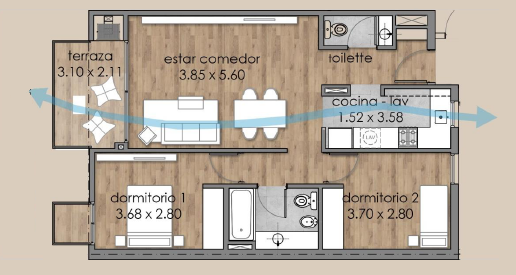 terraza
3.10 x 2.11
estar comedor
3.85 x 5.60
toilette
cocina - lav
1.52 x 3.58
LAV
dormitorio 1
3.68 x 2.80
dormitorio 2
3.70 x 2.80